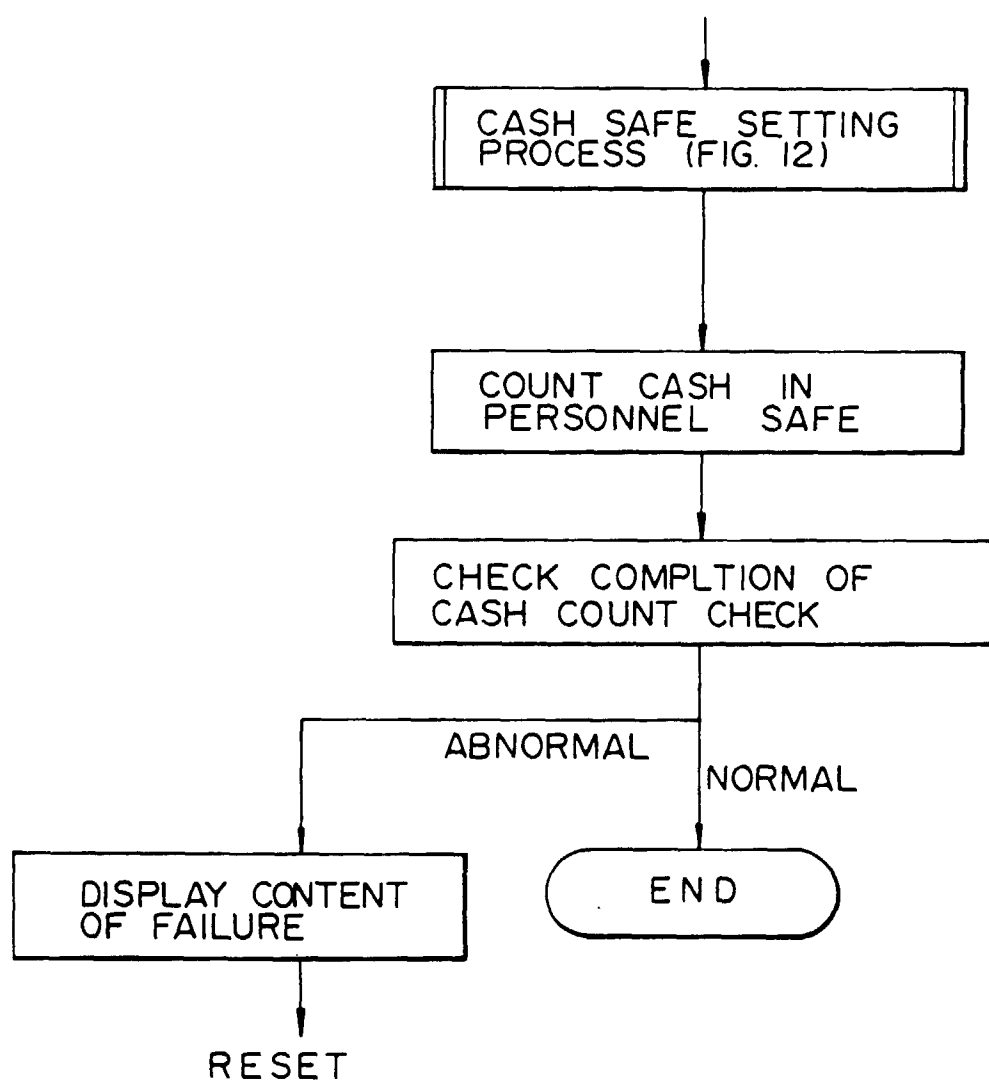 CASH SAFE SETTING
PROCESS (FIG. 12)
COUNT CASH IN
PERSONNEL SAFE
CHECK COMPLTION OF
CASH COUNT CHECK
ABNORMAL
NORMAL
DISPLAY CONTENT
OF FAILURE
END
RESET